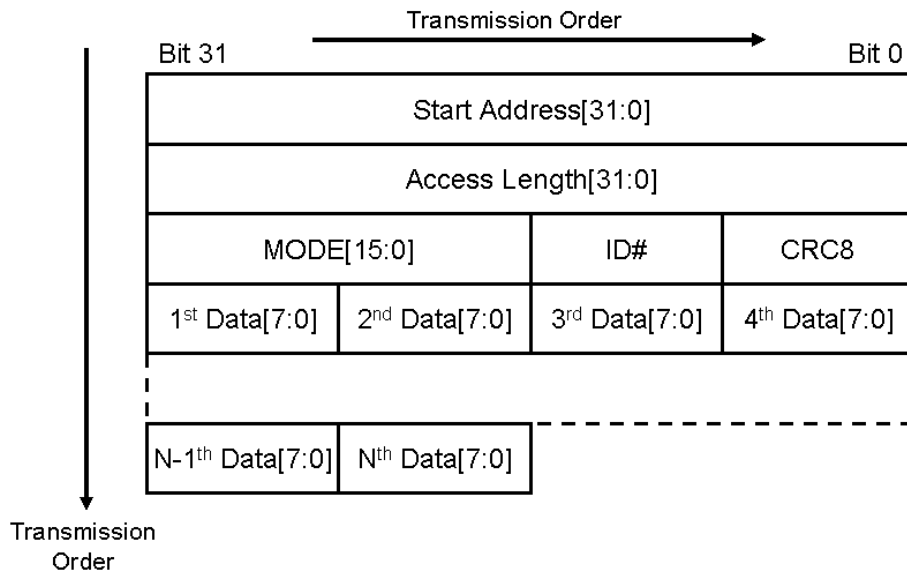 Transmission Order
Bit 31 Bit 0
Start Address[31:0]
Access Length[31:0]
MODE[15:0] ID# CRC8
1st Data[7:0] 2nd Data[7:0] 3rd Data[7:0] 4th Data[7:0]
N-1th Data[7:0] Nth Data[7:0]
Transmission
Order